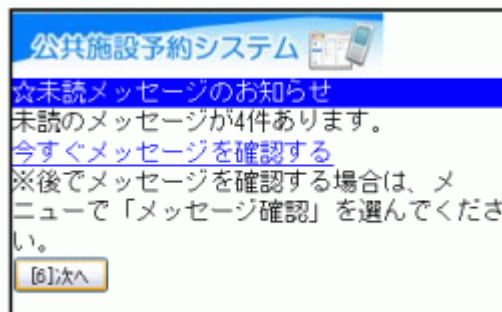 公共施設予約システム
☆未読メッセージのお知らせ
未読のメッセージが4件あります。
今すぐメッセージを確認する
※後でメッセージを確認する場合は、メ
ニューで「メッセージ確認」を選んでくださ
い。
[6]次へ